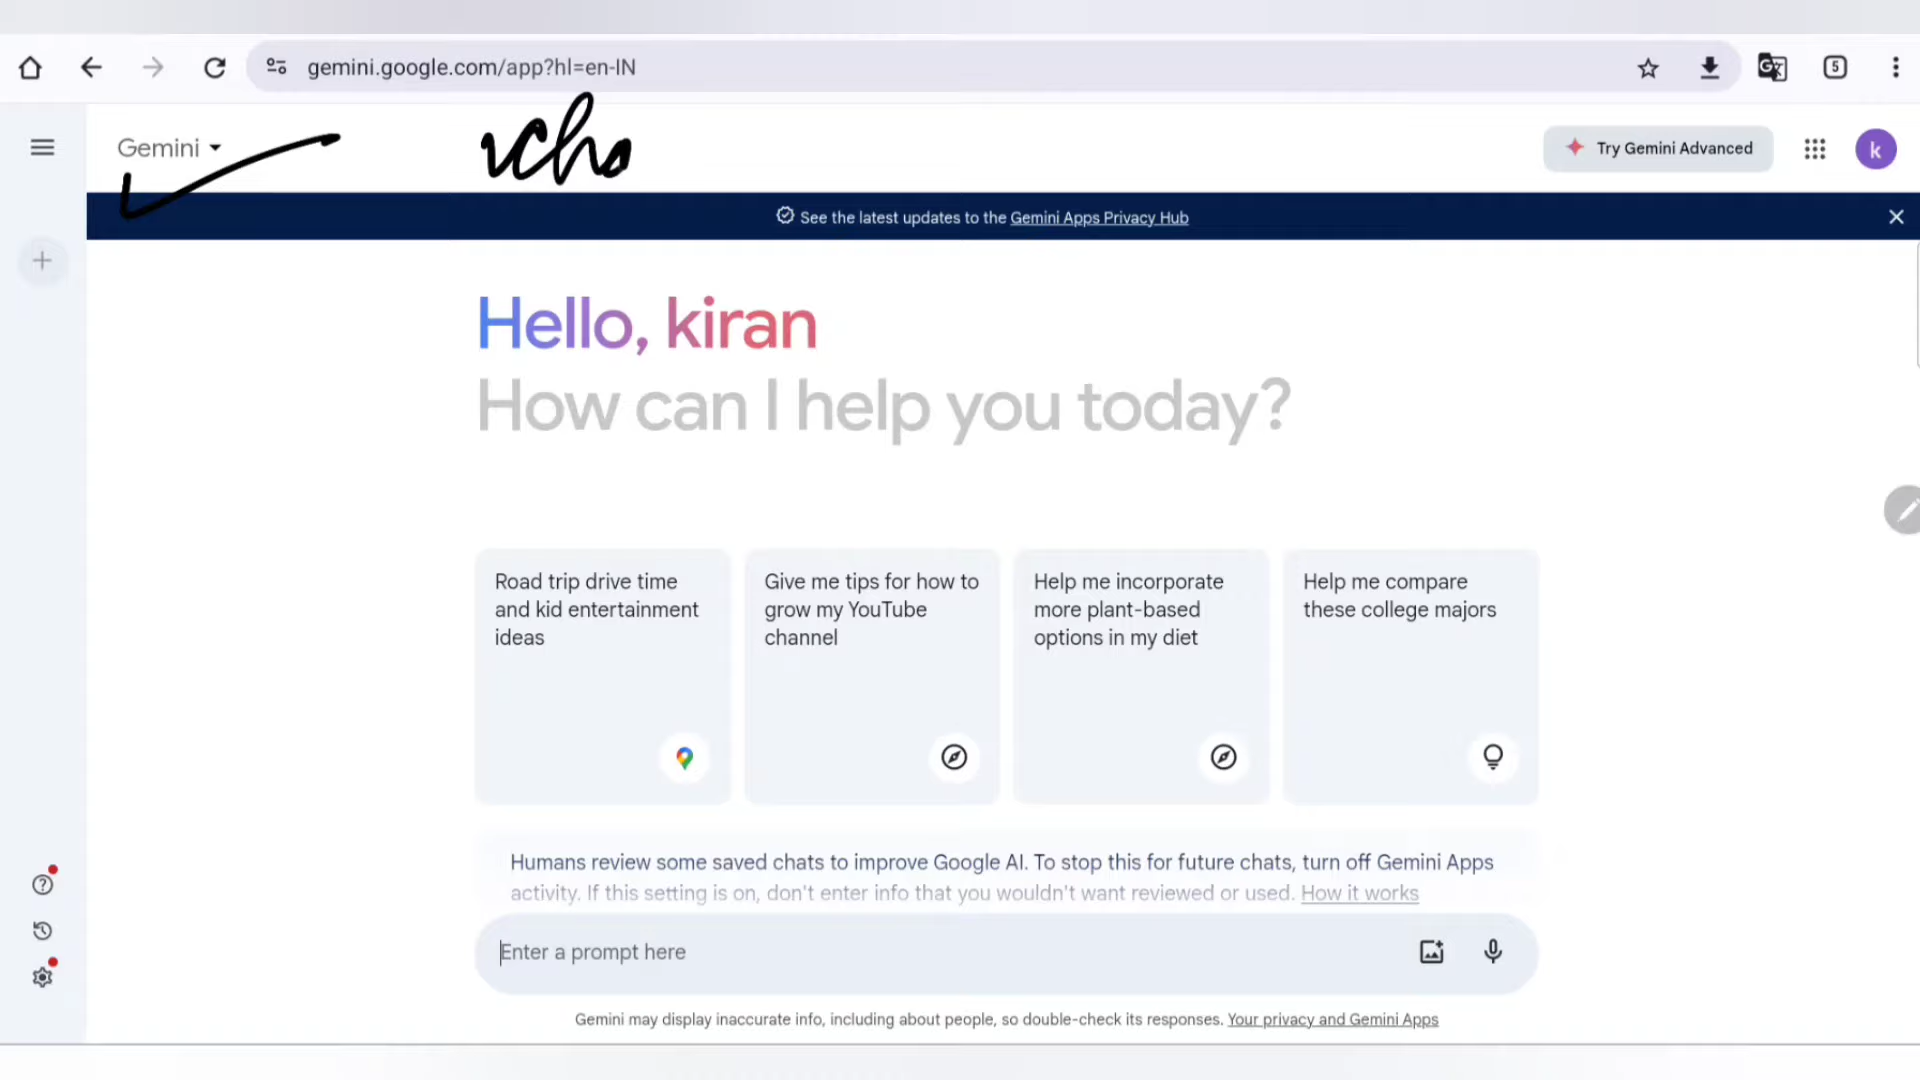 gemini.google.com/app?hl=en-IN
5
Gemini
Try Gemini Advanced
k
See the latest updates to the Gemini Apps Privacy Hub
Hello, kiran
How can I help you today?
Road trip drive time
and kid entertainment
ideas
Give me tips for how to
grow my YouTube
channel
Help me incorporate
more plant-based
options in my diet
Help me compare
these college majors
Humans review some saved chats to improve Google AI. To stop this for future chats, turn off Gemini Apps
activity. If this setting is on, don't enter info that you wouldn't want reviewed or used. How it works
Enter a prompt here
Gemini may display inaccurate info, including about people, so double-check its responses. Your privacy and Gemini Apps